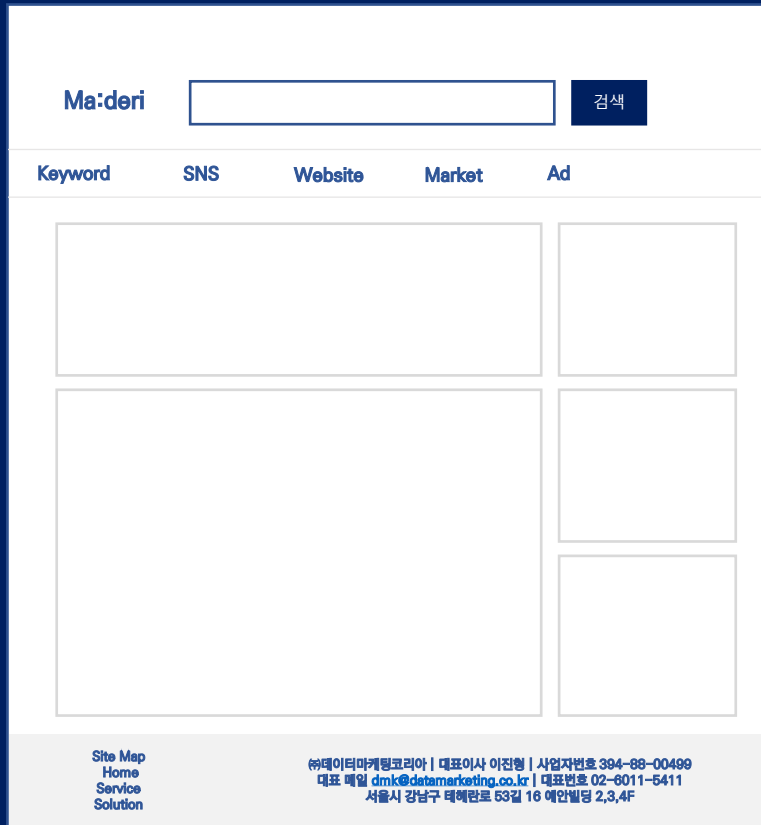 Ma:deri
검색
Keyword SNS Website Market Ad
Site Map
Home
Service
Solution
㈜데이터마케팅코리아 | 대표이사 이진형 | 사업자번호 394-88-00499
대표 메일 dmk@datamarketing.co.kr | 대표번호 02-6011-5411
서울시 강남구 테헤란로 53길 16 예안빌딩 2,3,4F